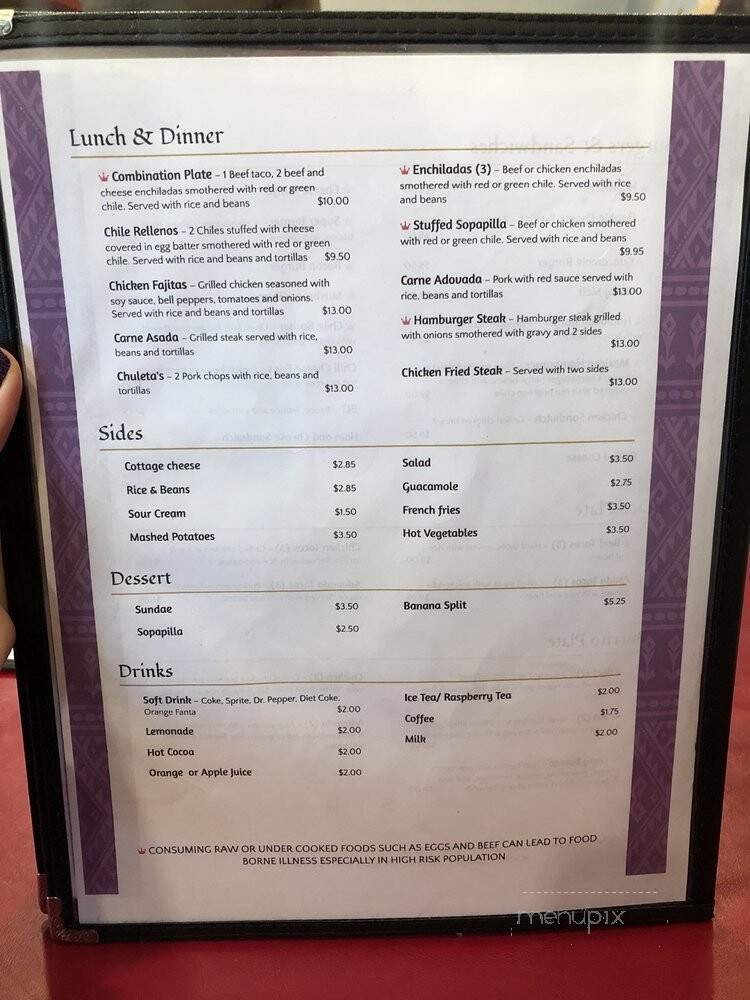 Lunch & Dinner
Combination Plate – 1 Beef taco, 2 beef and
cheese enchiladas smothered with red or green
chile. Served with rice and beans $10.00
Chile Rellenos – 2 Chiles stuffed with cheese
covered in egg batter smothered with red or green
chile. Served with rice and beans and tortillas $9.50
Chicken Fajitas – Grilled chicken seasoned with
soy sauce, bell peppers, tomatoes and onions.
Served with rice and beans and tortillas $13.00
Carne Asada – Grilled steak served with rice,
beans and tortillas $13.00
Chuleta's – 2 Pork chops with rice, beans and
tortillas $13.00
Enchiladas (3) – Beef or chicken enchiladas
smothered with red or green chile. Served with rice
and beans $9.50
Stuffed Sopapilla – Beef or chicken smothered
with red or green chile. Served with rice and beans
$9.95
Carne Adovada – Pork with red sauce served with
rice, beans and tortillas $13.00
Hamburger Steak – Hamburger steak grilled
with onions smothered with gravy and 2 sides
$13.00
Chicken Fried Steak – Served with two sides
$13.00
Sides
Cottage cheese $2.85
Rice & Beans $2.85
Sour Cream $1.50
Mashed Potatoes $3.50
Salad $3.50
Guacamole $2.75
French fries $3.50
Hot Vegetables $3.50
Dessert
Sundae $3.50
Sopapilla $2.50
Banana Split $5.25
Drinks
Soft Drink – Coke, Sprite, Dr. Pepper, Diet Coke,
Orange Fanta $2.00
Lemonade $2.00
Hot Cocoa $2.00
Orange or Apple Juice $2.00
Ice Tea/ Raspberry Tea $2.00
Coffee $1.75
Milk $2.00
CONSUMING RAW OR UNDER COOKED FOODS SUCH AS EGGS AND BEEF CAN LEAD TO FOOD
BORNE ILLNESS ESPECIALLY IN HIGH RISK POPULATION
menupix